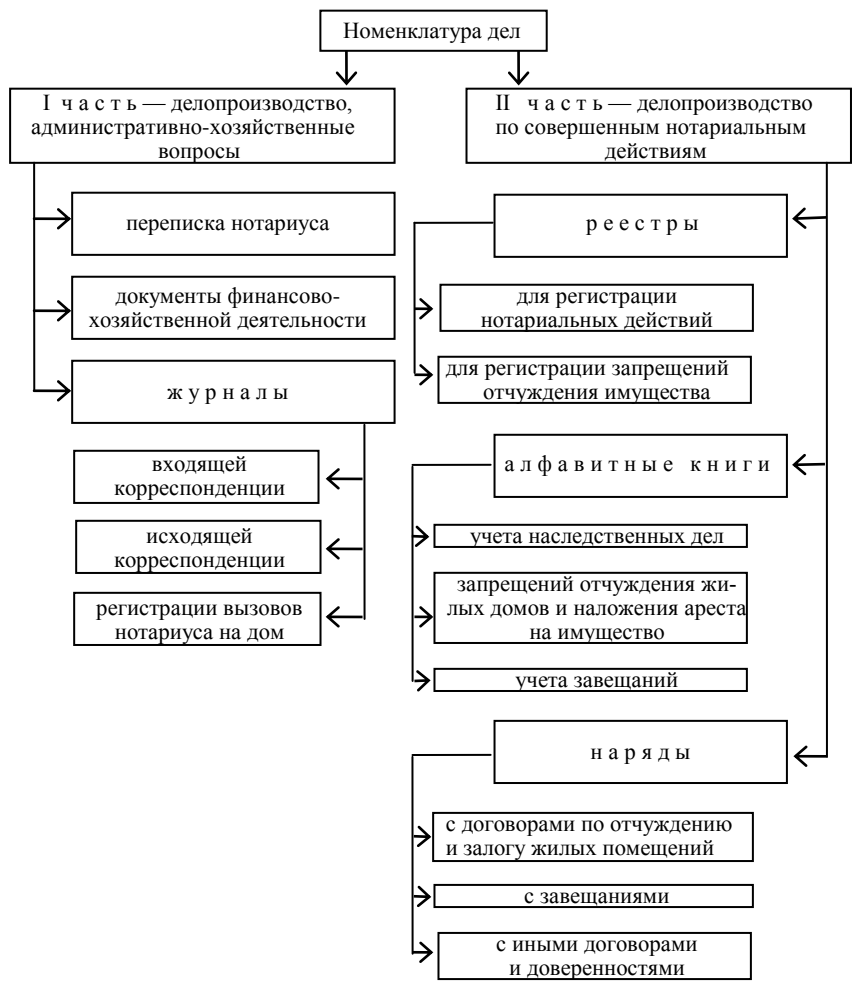 Номенклатура дел
I ч а с т ь — делопроизводство,
административно-хозяйственные
вопросы
переписка нотариуса
документы финансово-
хозяйственной деятельности
ж у р н а л ы
входящей
корреспонденции
исходящей
корреспонденции
регистрации вызовов
нотариуса на дом
II ч а с т ь — делопроизводство
по совершенным нотариальным
действиям
р е е с т р ы
для регистрации
нотариальных действий
для регистрации запрещений
отчуждения имущества
а л ф а в и т н ы е к н и г и
учета наследственных дел
запрещений отчуждения жи-
лых домов и наложения ареста
на имущество
учета завещаний
н а р я д ы
с договорами по отчуждению
и залогу жилых помещений
с завещаниями
с иными договорами
и доверенностями